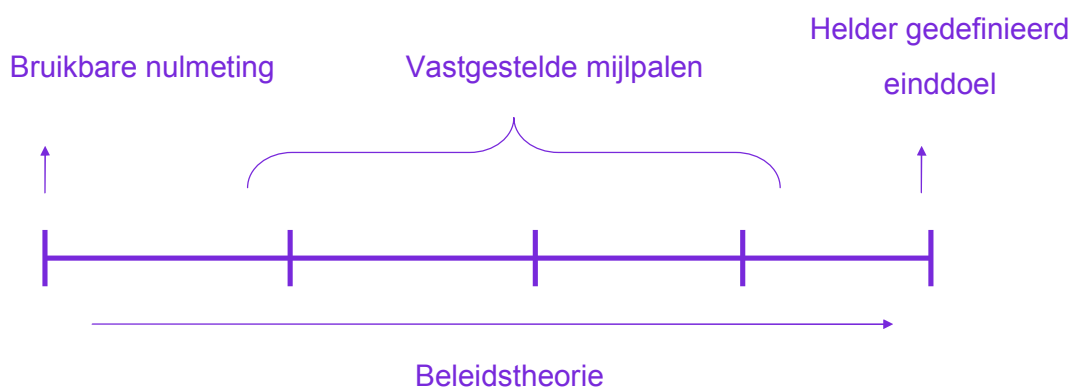 Bruikbare nulmeting
Vastgestelde mijlpalen
Helder gedefinieerd
einddoel
Beleidstheorie